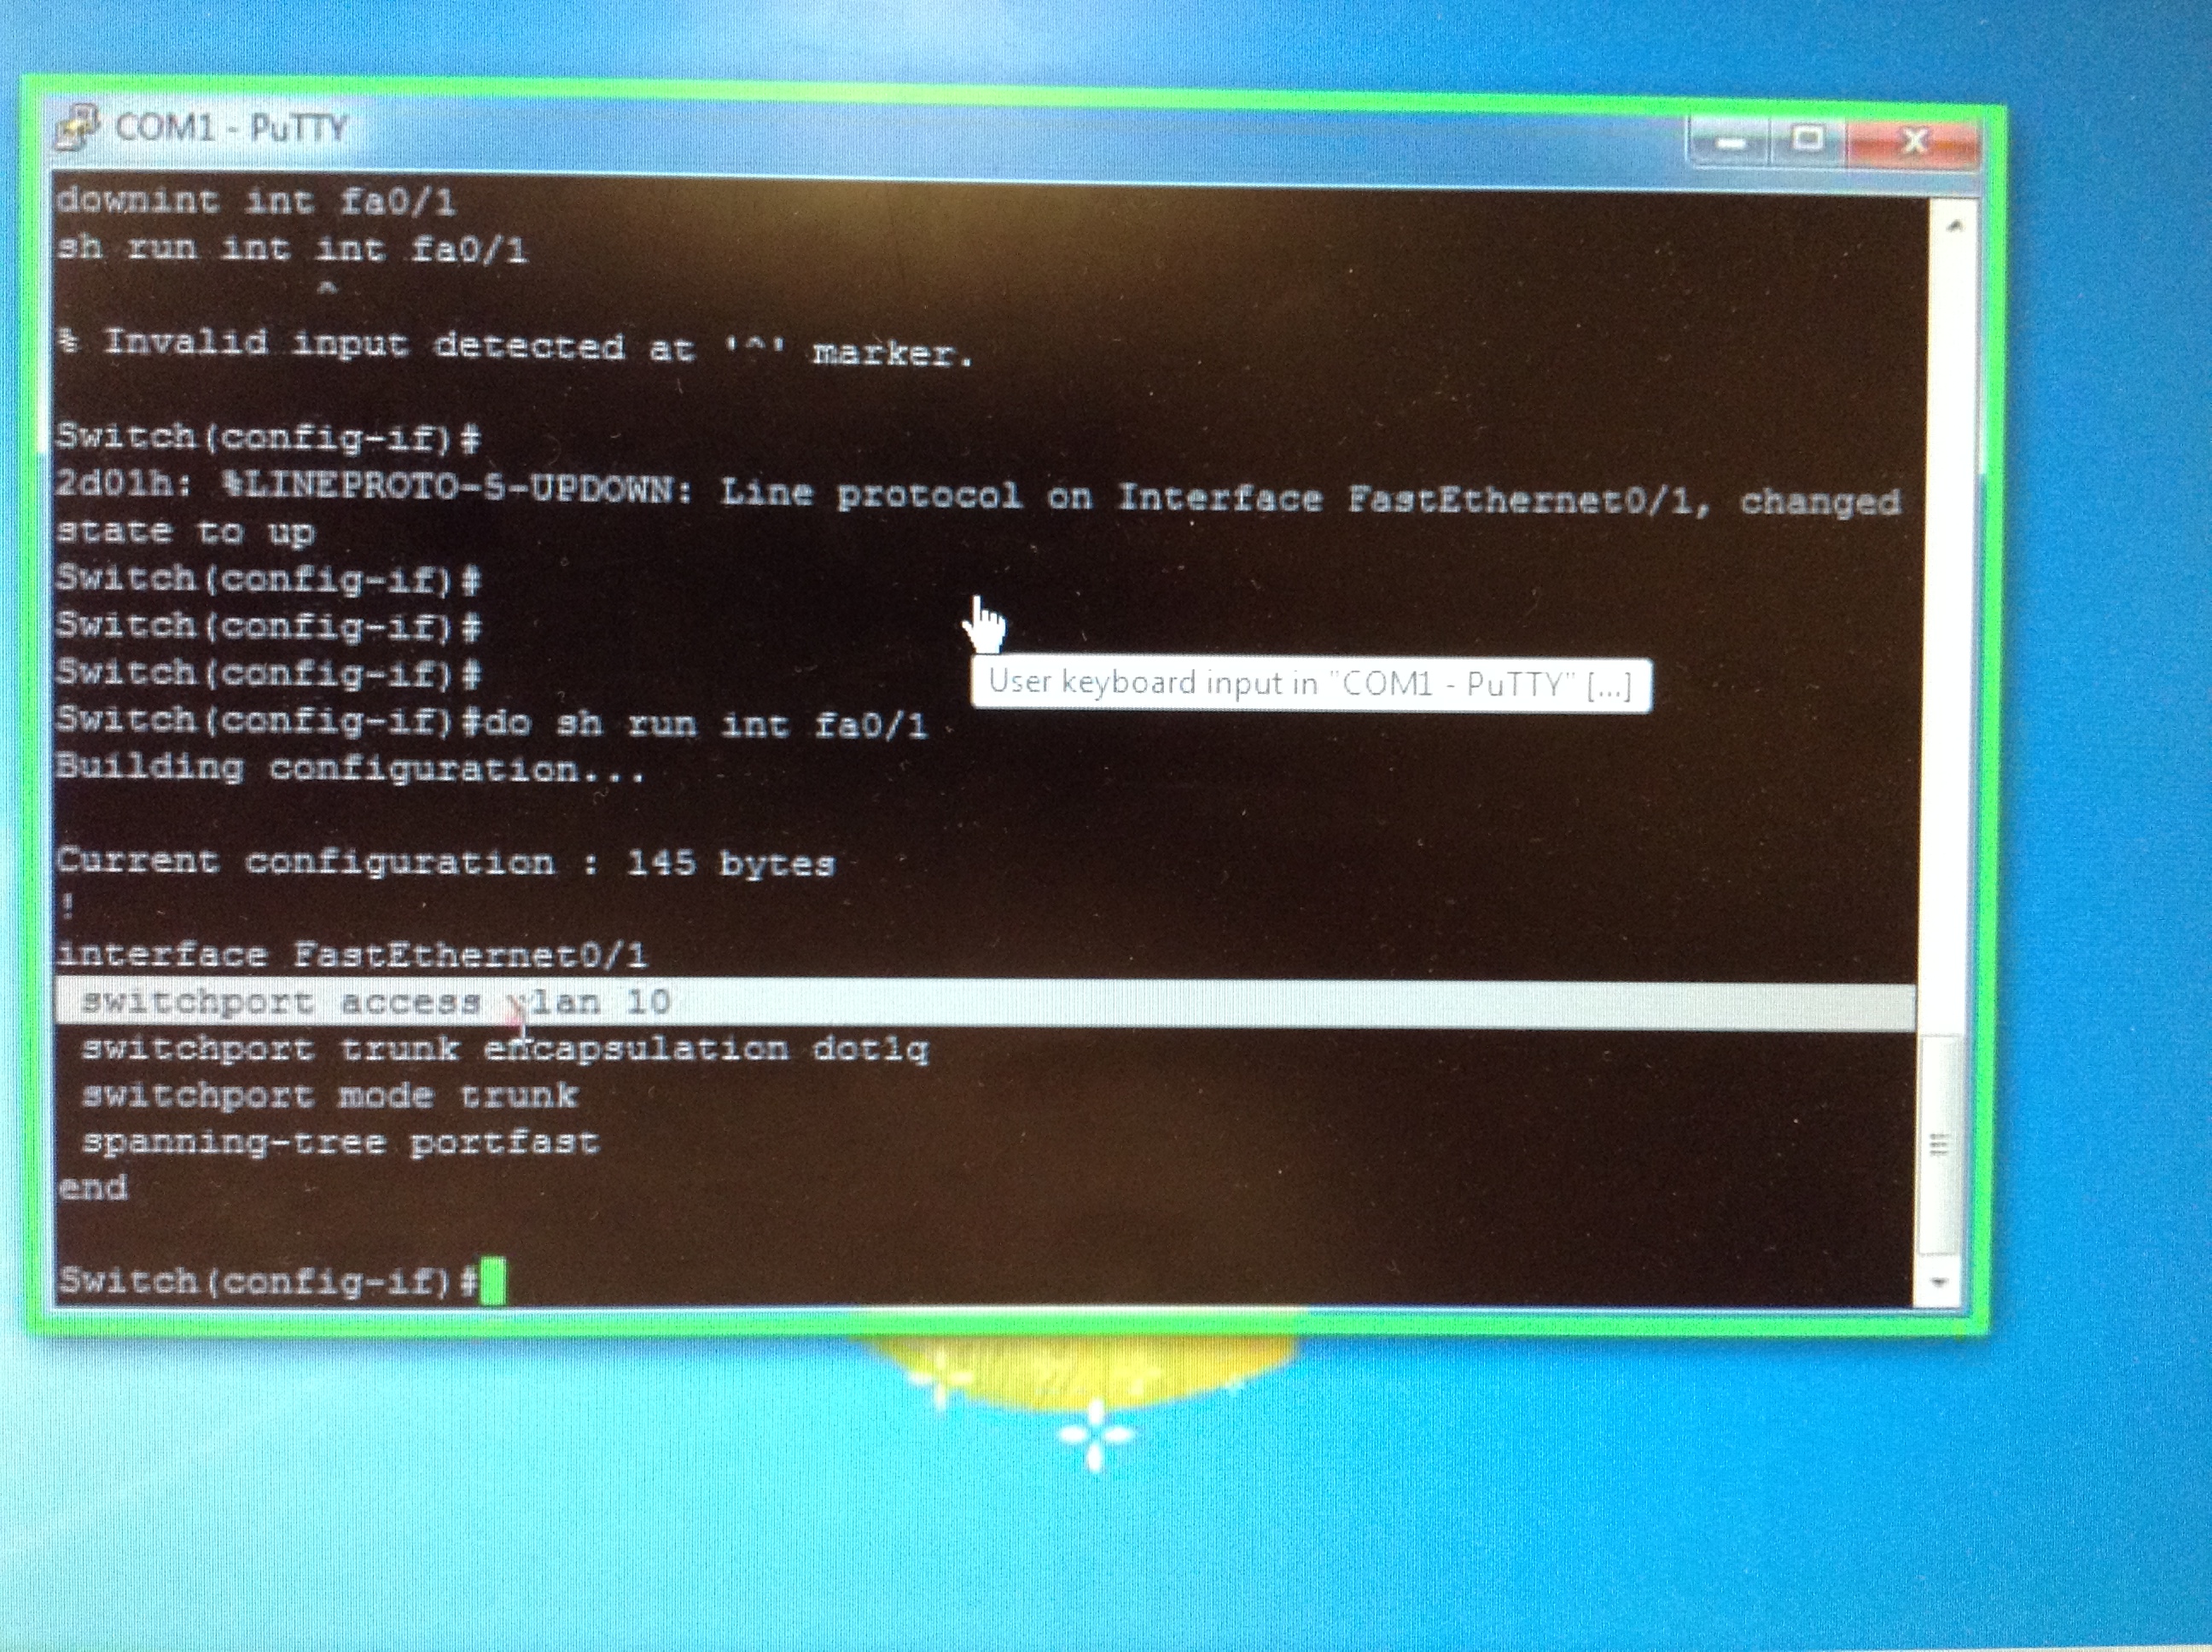 COM1 - PuTTY
downint int fa0/1
sh run int int fa0/1
^
% Invalid input detected at '^' marker.
Switch(config-if)#
2d01h: %LINEPROTO-5-UPDOWN: Line protocol on Interface FastEthernet0/1, changed
state to up
Switch(config-if)#
Switch(config-if)#
Switch(config-if)#
User keyboard input in "COM1 - PuTTY" [...]
Switch(config-if)#do sh run int fa0/1
Building configuration...
Current configuration : 145 bytes
!
interface FastEthernet0/1
switchport access vlan 10
switchport trunk encapsulation dot1q
switchport mode trunk
spanning-tree portfast
end
Switch(config-if)#